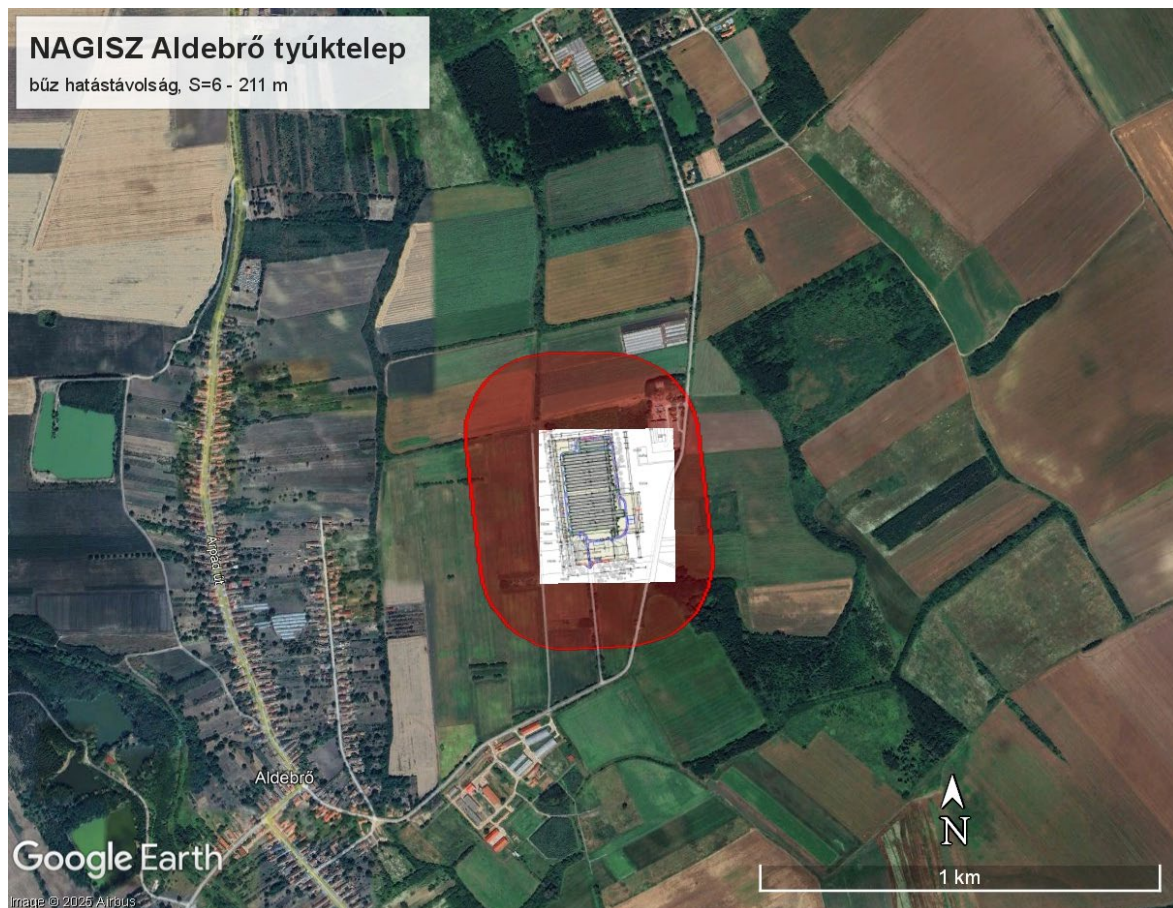 NAGISZ Aldebrő tyúktelep
bűz hatástávolság, S=6 - 211 m
Árpád út
Aldebrő
N
Google Earth
1 km
Image © 2025 Airbus